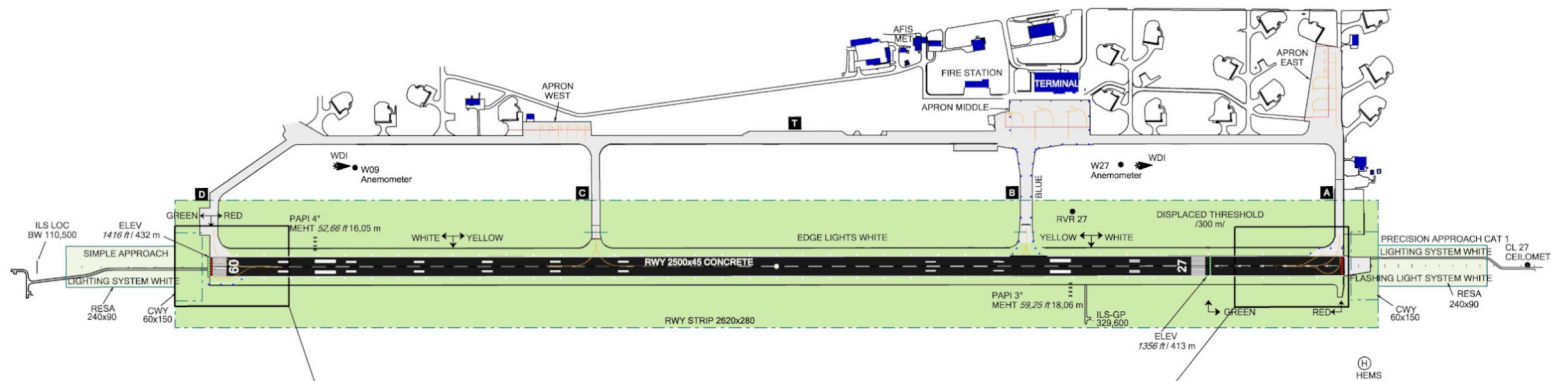 AFIS
MET
FIRE STATION
TERMINAL
APRON
EAST
APRON
WEST
APRON MIDDLE
T
WDI
W09
Anemometer
W27
Anemometer
WDI
D
C
B
A
BLUE
GREEN
RED
ILS LOC
BW 110,500
ELEV
1416 ft/ 432 m
PAPI 4°
MEHT 52,66 ft 16,05 m
WHITE
YELLOW
EDGE LIGHTS WHITE
RVR 27
YELLOW
WHITE
DISPLACED THRESHOLD
/300 m/
SIMPLE APPROACH
LIGHTING SYSTEM WHITE
PRECISION APPROACH CAT 1
LIGHTING SYSTEM WHITE
FLASHING LIGHT SYSTEM WHITE
CL 27
CEILOMET
09
RWY 2500x45 CONCRETE
27
RESA
240x90
CWY
60x150
PAPI 3°
MEHT 59,25 ft 18,06 m
ILS-GP
329,600
RWY STRIP 2620x280
GREEN
RED
ELEV
1356 ft/ 413 m
CWY
60x150
RESA
240x90
H
HEMS